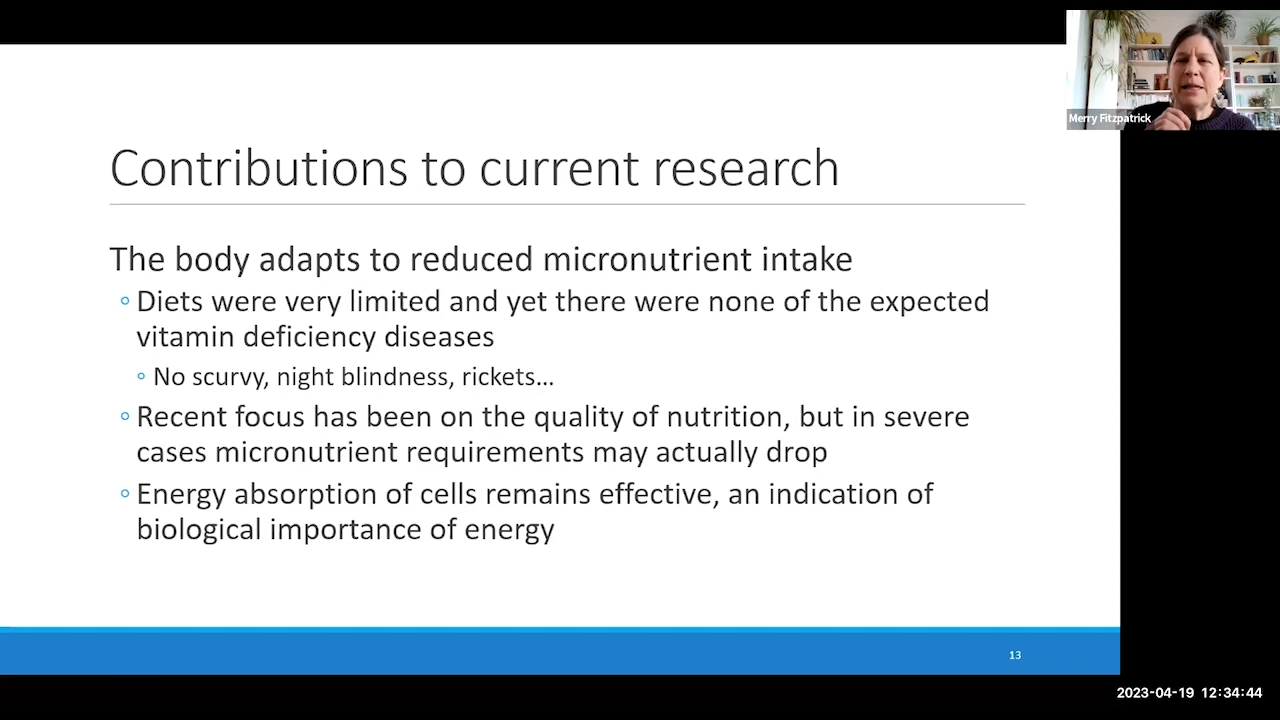 Merry Fitzpatrick
Contributions to current research
The body adapts to reduced micronutrient intake
Diets were very limited and yet there were none of the expected
vitamin deficiency diseases
No scurvy, night blindness, rickets…
Recent focus has been on the quality of nutrition, but in severe
cases micronutrient requirements may actually drop
Energy absorption of cells remains effective, an indication of
biological importance of energy
13
2023-04-19 12:34:44